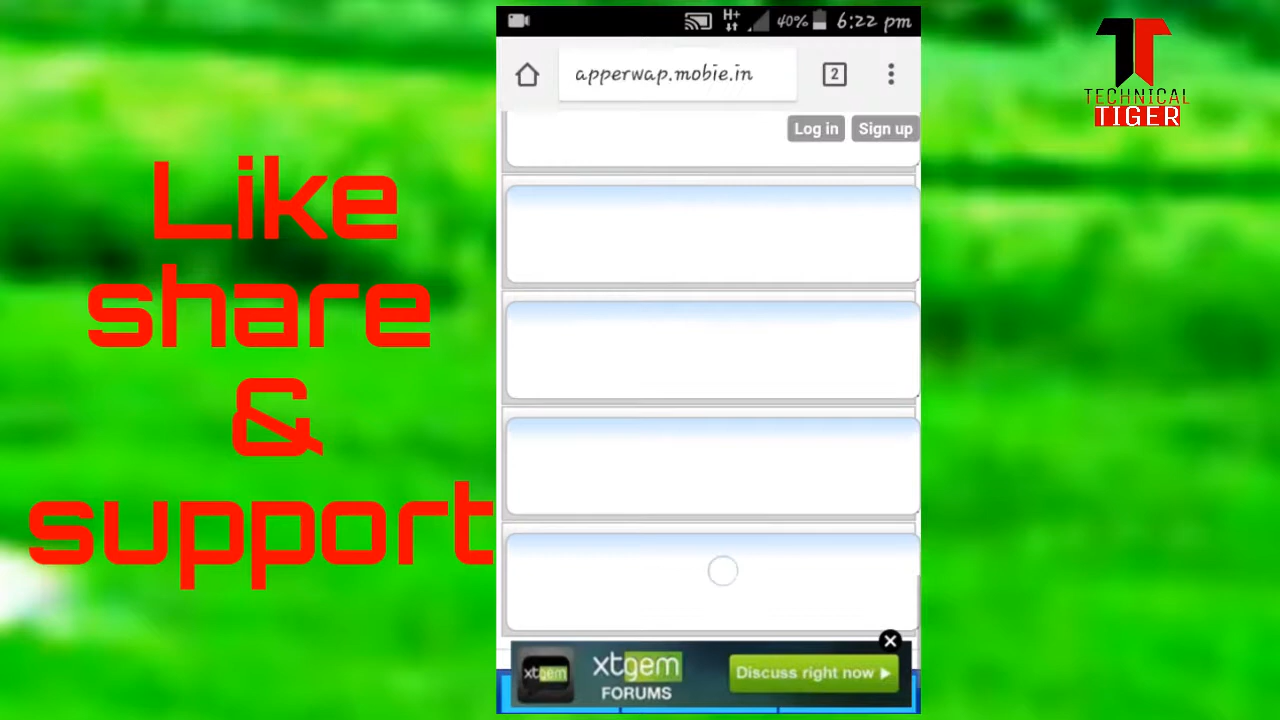 H+
40%
6:22 pm
apperwap.mobie.in
2
Log in
Sign up
TECHNICAL
TIGER
Like
share
&
support
xtgem
xtgem
FORUMS
Discuss right now